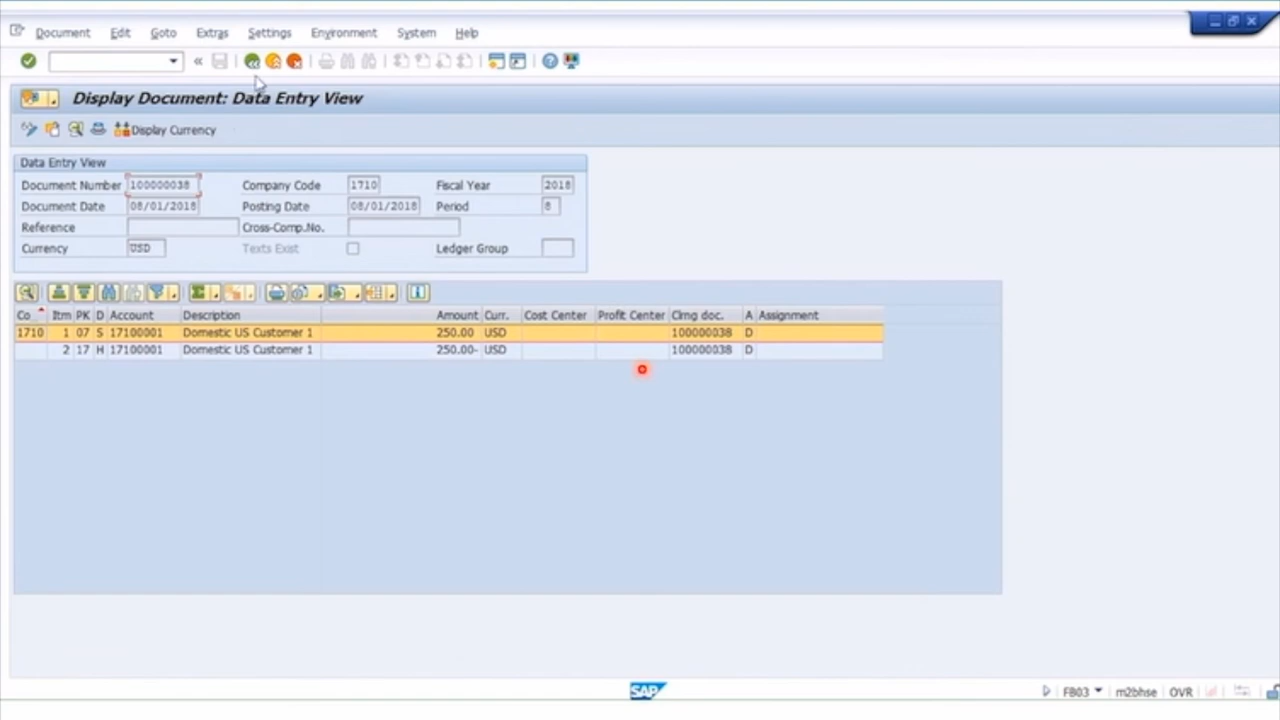 Document Edit Goto Extras Settings Environment System Help
Display Document: Data Entry View
Display Currency
Data Entry View
Document Number 100000038 Company Code 1710 Fiscal Year 2018
Document Date 08/01/2018 Posting Date 08/01/2018 Period 8
Reference Cross-Comp.No.
Currency USD Texts Exist Ledger Group
Co Itm PK D Account Description Amount Curr. Cost Center Profit Center Clrng doc. A Assignment
1710 1 07 S 17100001 Domestic US Customer 1 250.00 USD 100000038 D
2 17 H 17100001 Domestic US Customer 1 250.00- USD 100000038 D
SAP FB03 m2bhse OVR